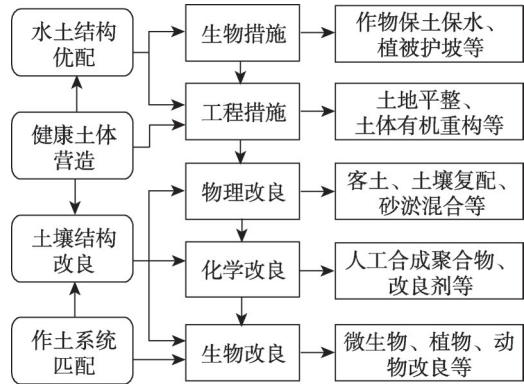 水土结构
优配
生物措施
作物保土保水、
植被护坡等
健康土体
营造
工程措施
土地平整、
土体有机重构等
土壤结构
改良
物理改良
客土、土壤复配、
砂淤混合等
化学改良
人工合成聚合物、
改良剂等
作土系统
匹配
生物改良
微生物、植物、动
物改良等